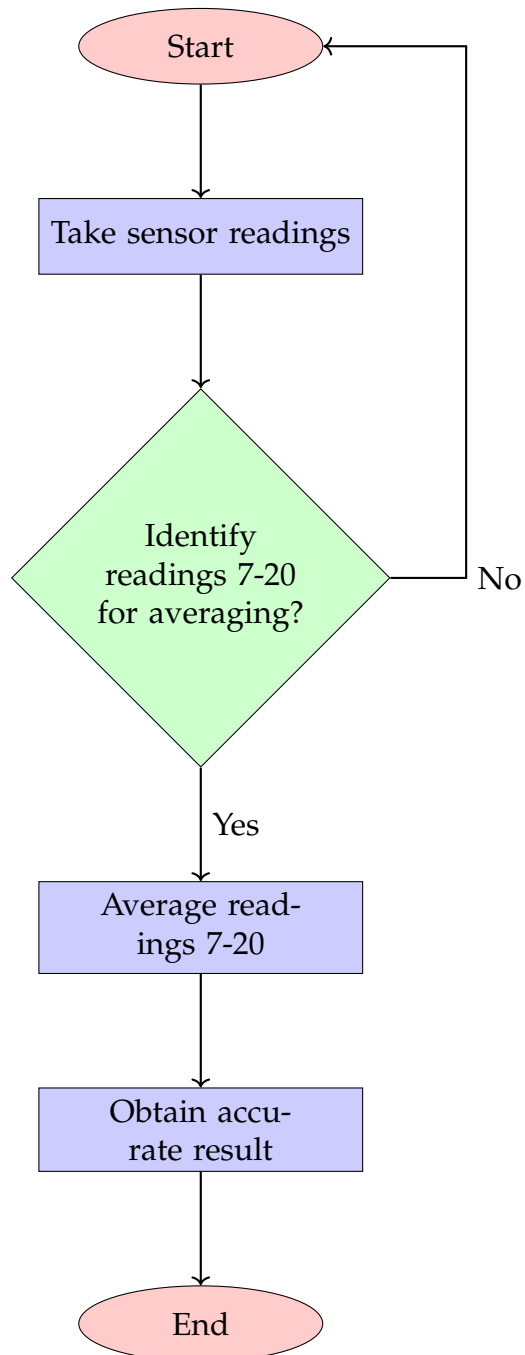 Start
Take sensor readings
Identify
readings 7-20
for averaging?
No
Yes
Average read-
ings 7-20
Obtain accu-
rate result
End